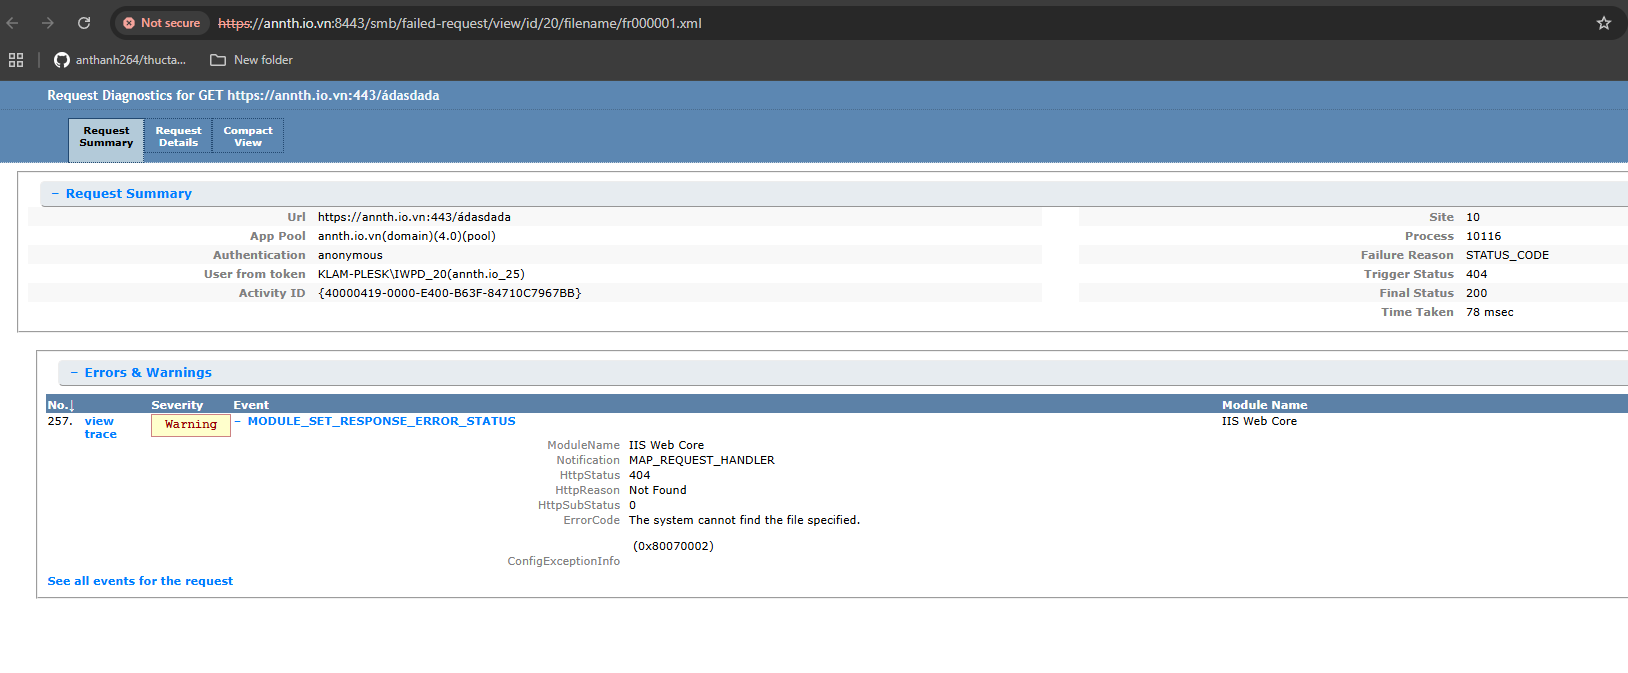 Not secure https://annth.io.vn:8443/smb/failed-request/view/id/20/filename/fr000001.xml
anthanh264/thucta... New folder
Request Diagnostics for GET https://annth.io.vn:443/ádasdada
Request Summary
Request Details
Compact View
− Request Summary
Url https://annth.io.vn:443/ádasdada
App Pool annth.io.vn(domain)(4.0)(pool)
Authentication anonymous
User from token KLAM-PLESK\IWPD_20(annth.io_25)
Activity ID {40000419-0000-E400-B63F-84710C7967BB}
Site 10
Process 10116
Failure Reason STATUS_CODE
Trigger Status 404
Final Status 200
Time Taken 78 msec
− Errors & Warnings
No.↓ Severity Event Module Name
257. view trace Warning − MODULE_SET_RESPONSE_ERROR_STATUS IIS Web Core
ModuleName IIS Web Core
Notification MAP_REQUEST_HANDLER
HttpStatus 404
HttpReason Not Found
HttpSubStatus 0
ErrorCode The system cannot find the file specified.
(0x80070002)
ConfigExceptionInfo
See all events for the request